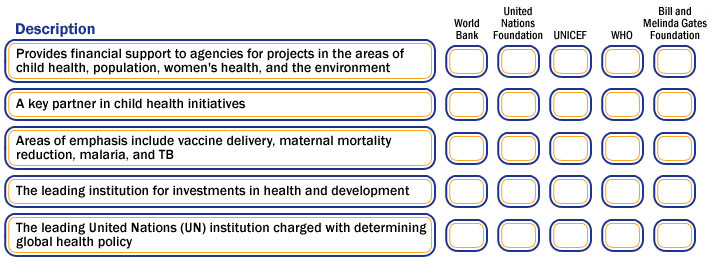 Description
World
Bank
United
Nations
Foundation
UNICEF
WHO
Bill and
Melinda Gates
Foundation
Provides financial support to agencies for projects in the areas of
child health, population, women's health, and the environment
A key partner in child health initiatives
Areas of emphasis include vaccine delivery, maternal mortality
reduction, malaria, and TB
The leading institution for investments in health and development
The leading United Nations (UN) institution charged with determining
global health policy